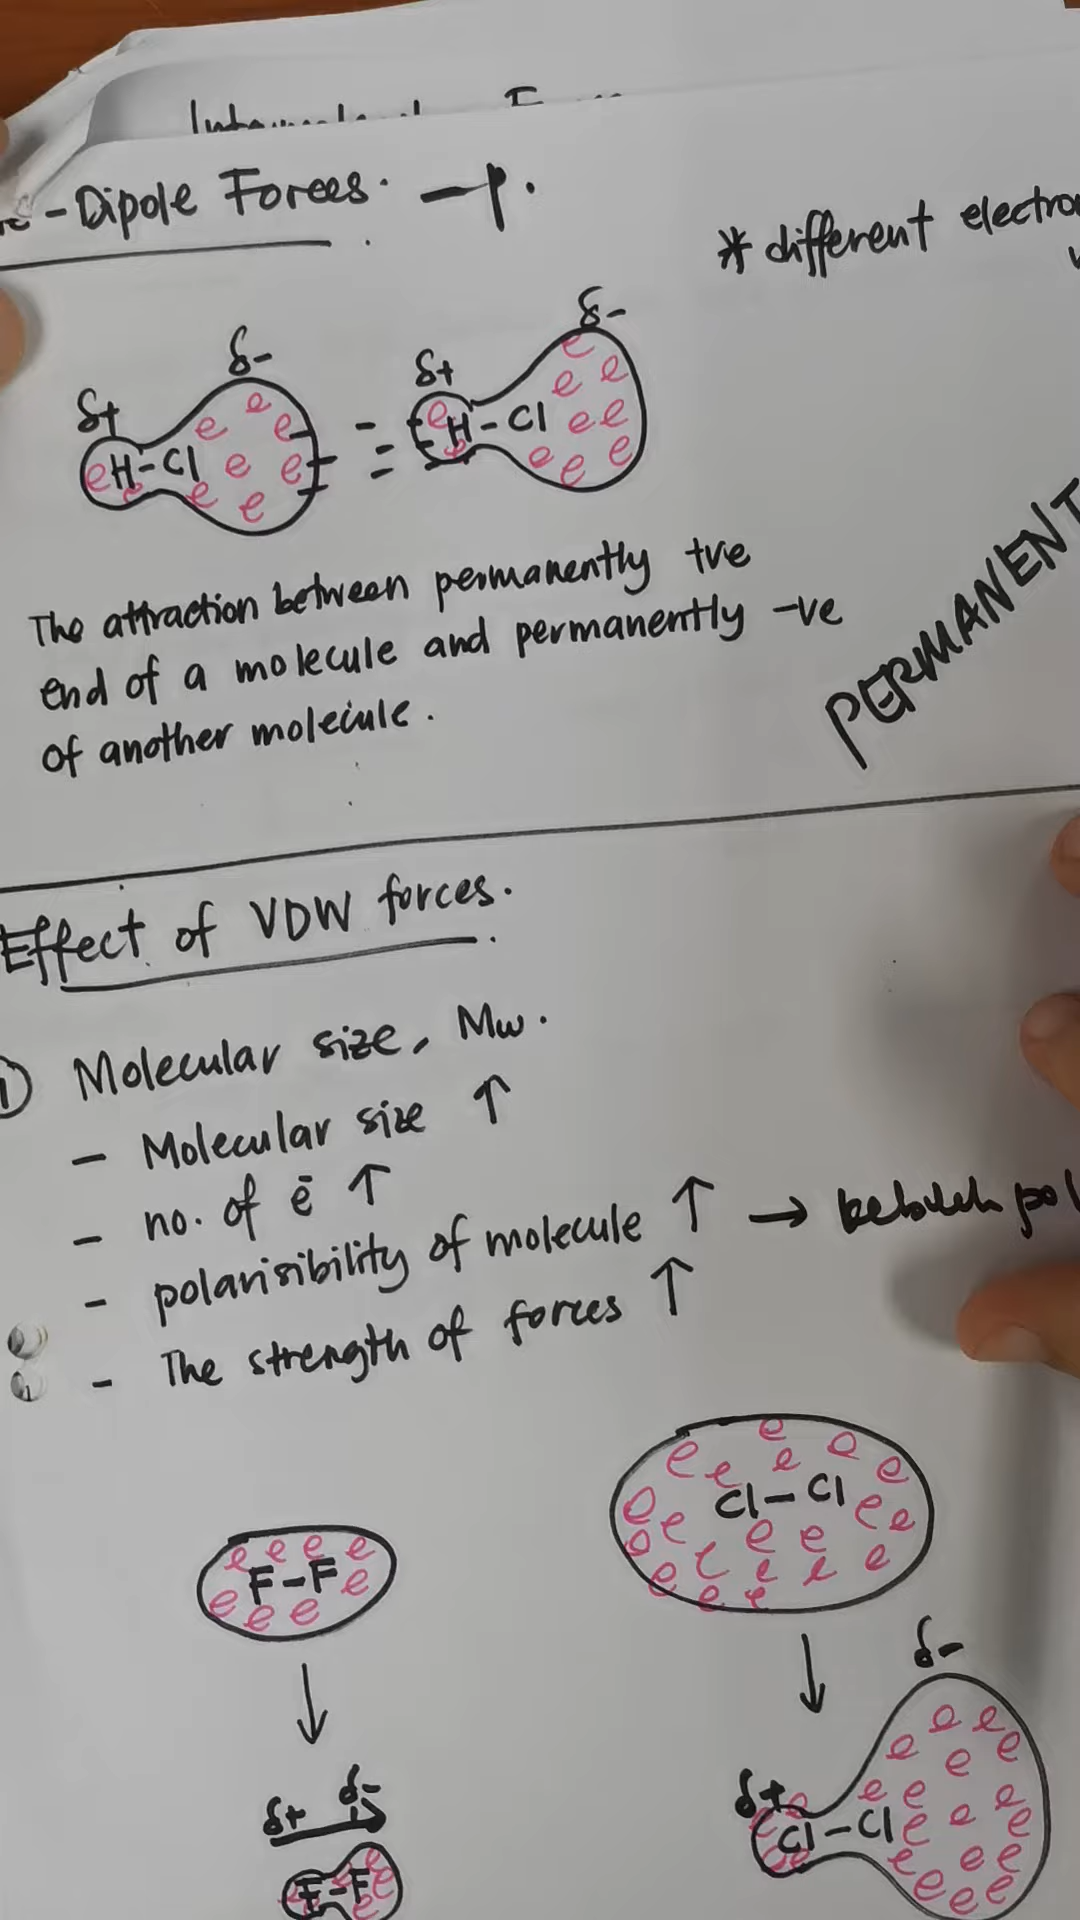 -Dipole Forces.
* different
δ+ δ- δ+ δ-
H-Cl H-Cl
The attraction between permanently +ve
end of a molecule and permanently -ve
of another molecule.
PERMANENT
Effect of VDW forces.
① Molecular size, Mw.
- Molecular size ↑
- no. of ē ↑
- polarisibility of molecule ↑ →
- The strength of forces ↑
Cl-Cl
F-F
δ-
δ+ δ-
δ+
Cl-Cl
F-F